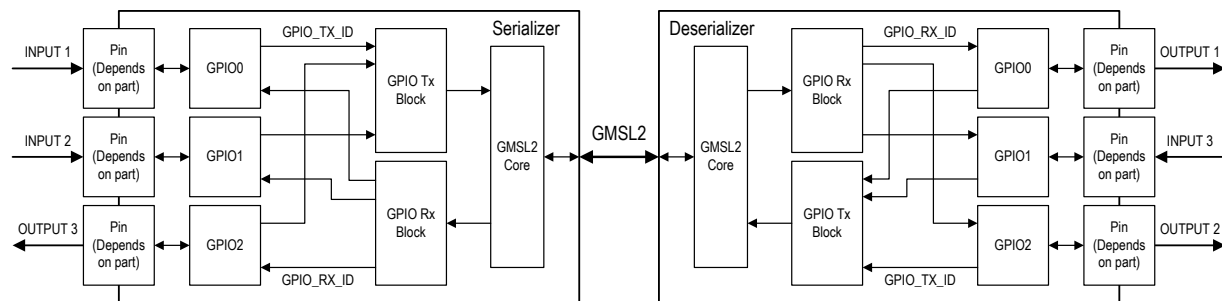 Serializer
INPUT 1
Pin
(Depends
on part)
GPIO0
GPIO_TX_ID
GPIO Tx
Block
INPUT 2
Pin
(Depends
on part)
GPIO1
GMSL2
Core
OUTPUT 3
Pin
(Depends
on part)
GPIO2
GPIO Rx
Block
GPIO_RX_ID
GMSL2
Deserializer
GMSL2
Core
GPIO Rx
Block
GPIO_RX_ID
GPIO0
Pin
(Depends
on part)
OUTPUT 1
GPIO1
Pin
(Depends
on part)
INPUT 3
GPIO Tx
Block
GPIO_TX_ID
GPIO2
Pin
(Depends
on part)
OUTPUT 2